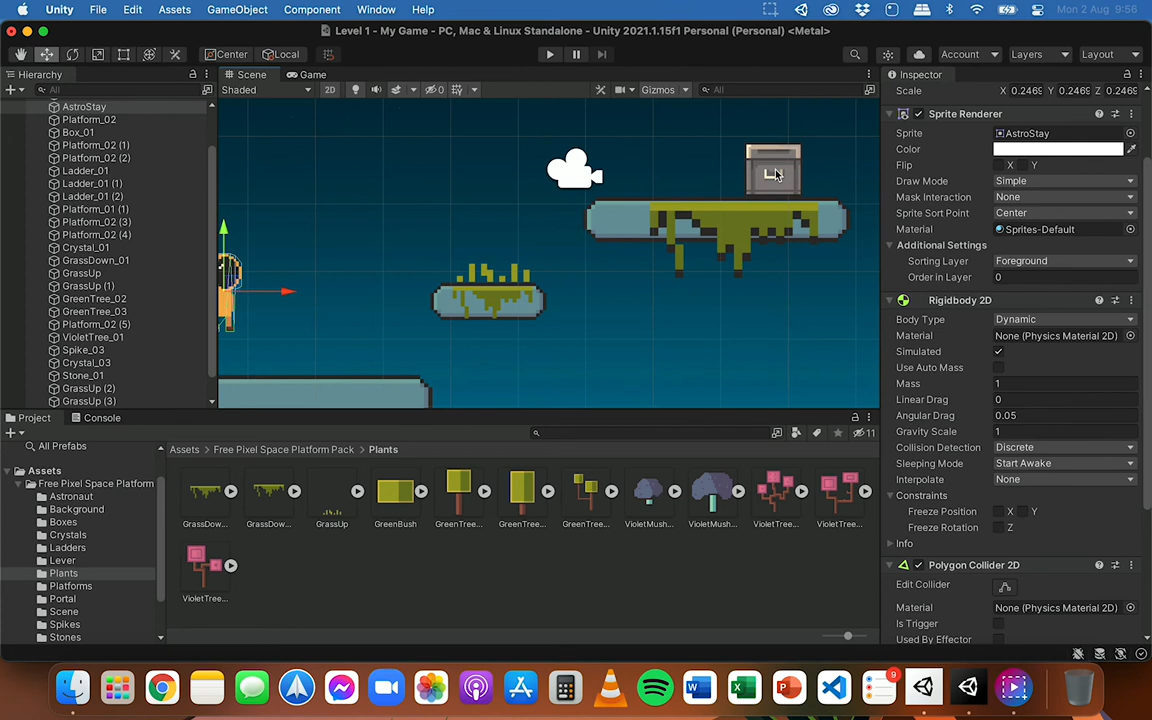 Unity File Edit Assets GameObject Component Window Help Mon 2 Aug 9:56
Level 1 - My Game - PC, Mac & Linux Standalone - Unity 2021.1.15f1 Personal (Personal) <Metal>
Center Local Account Layers Layout
Hierarchy Scene Game Inspector
All Shaded 2D 0 Gizmos All
Scale X 0.2469 Y 0.2469 Z 0.2469
AstroStay
Platform_02
Box_01
Platform_02 (1)
Platform_02 (2)
Ladder_01
Ladder_01 (1)
Ladder_01 (2)
Platform_01 (1)
Platform_02 (3)
Platform_02 (4)
Crystal_01
GrassDown_01
GrassUp
GrassUp (1)
GreenTree_02
GreenTree_03
Platform_02 (5)
VioletTree_01
Spike_03
Crystal_03
Stone_01
GrassUp (2)
GrassUp (3)
Sprite Renderer
Sprite AstroStay
Color
Flip X Y
Draw Mode Simple
Mask Interaction None
Sprite Sort Point Center
Material Sprites-Default
Additional Settings
Sorting Layer Foreground
Order in Layer 0
Rigidbody 2D
Body Type Dynamic
Material None (Physics Material 2D)
Simulated
Use Auto Mass
Mass 1
Linear Drag 0
Angular Drag 0.05
Gravity Scale 1
Collision Detection Discrete
Sleeping Mode Start Awake
Interpolate None
Constraints
Freeze Position X Y
Freeze Rotation Z
Info
Polygon Collider 2D
Edit Collider
Material None (Physics Material 2D)
Is Trigger
Used By Effector
Project Console
11
All Prefabs
Assets
Free Pixel Space Platform
Astronaut
Background
Boxes
Crystals
Ladders
Lever
Plants
Platforms
Portal
Scene
Spikes
Stones
Assets > Free Pixel Space Platform Pack > Plants
GrassDow... GrassDow... GrassUp GreenBush GreenTree... GreenTree... GreenTree... VioletMush... VioletMush... VioletTree... VioletTree...
VioletTree...
9